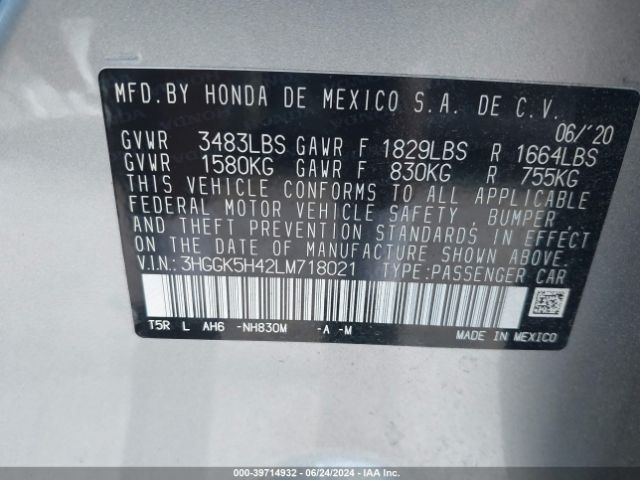 MFD.BY HONDA DE MEXICO S.A. DE C.V.
06/'20
GVWR 3483LBS GAWR F 1829LBS R 1664LBS
GVWR 1580KG GAWR F 830KG R 755KG
THIS VEHICLE CONFORMS TO ALL APPLICABLE
FEDERAL MOTOR VEHICLE SAFETY, BUMPER,
AND THEFT PREVENTION STANDARDS IN EFFECT
ON THE DATE OF MANUFACTURE SHOWN ABOVE.
V.I.N.: 3HGGK5H42LM718021 TYPE:PASSENGER CAR
T5R L AH6 -NH830M -A -M
MADE IN MEXICO
000-39714932 - 06/24/2024 - IAA Inc.